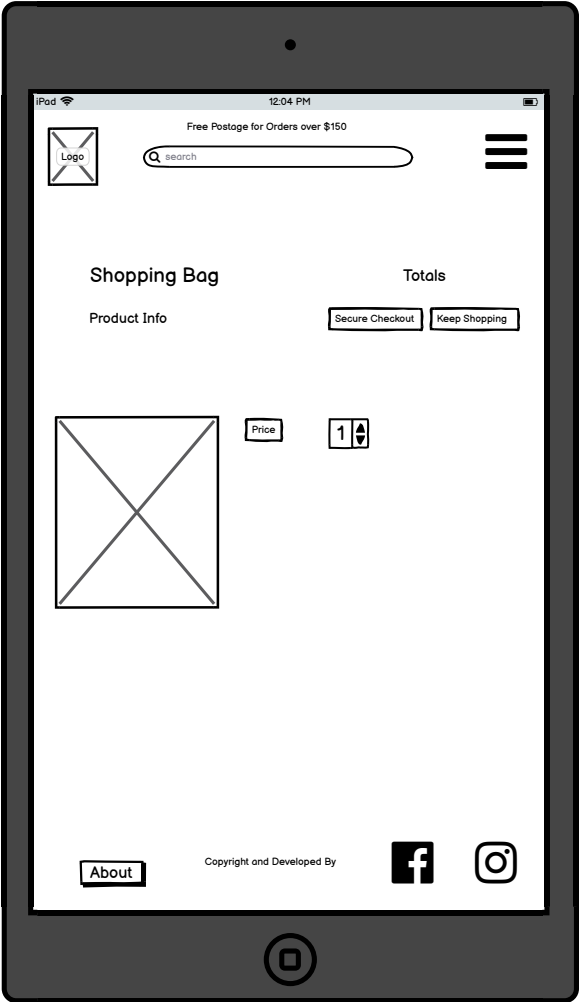 iPad 12:04 PM
Free Postage for Orders over $150
Logo
search
Shopping Bag
Totals
Product Info
Secure Checkout
Keep Shopping
Price
1
Copyright and Developed By
About